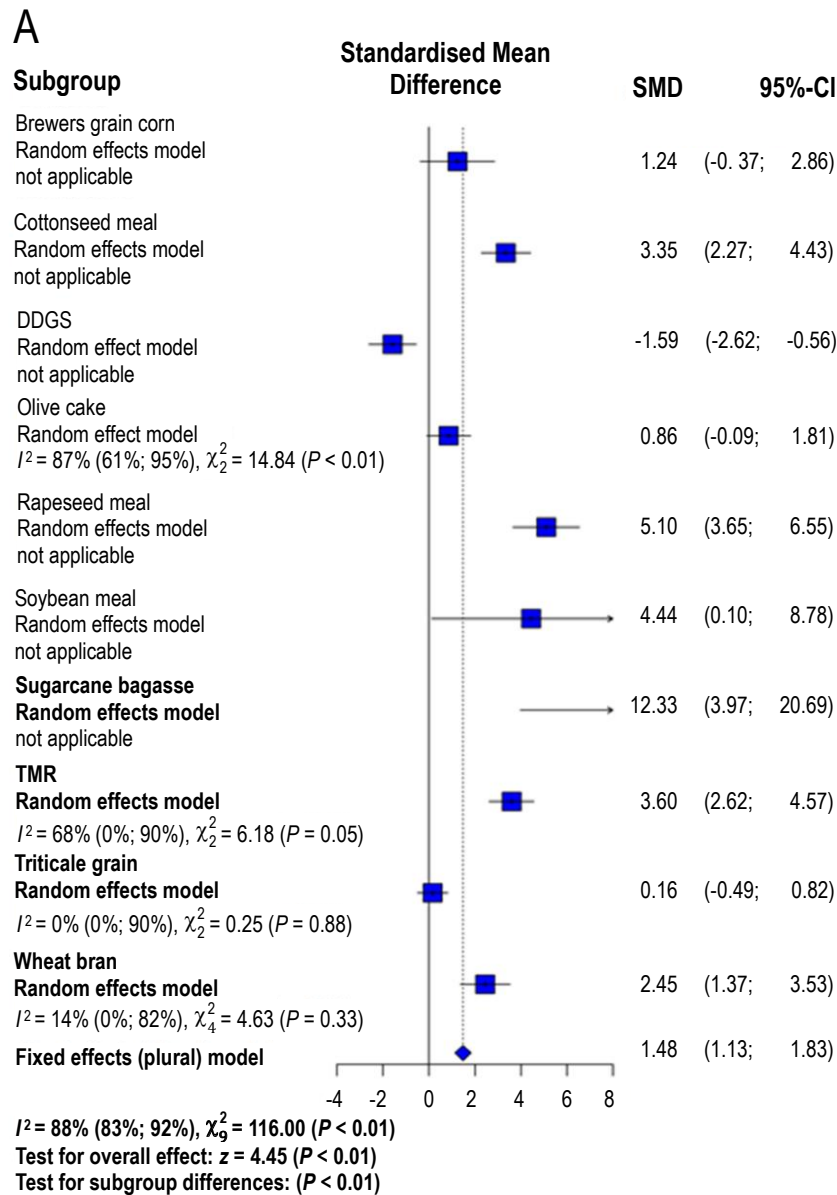 A
Subgroup
Standardised Mean
Difference
SMD 95%-CI
Brewers grain corn
Random effects model
not applicable
1.24 (-0. 37; 2.86)
Cottonseed meal
Random effects model
not applicable
3.35 (2.27; 4.43)
DDGS
Random effect model
not applicable
-1.59 (-2.62; -0.56)
Olive cake
Random effect model
0.86 (-0.09; 1.81)
I² = 87% (61%; 95%), χ²₂ = 14.84 (P < 0.01)
Rapeseed meal
Random effects model
not applicable
5.10 (3.65; 6.55)
Soybean meal
Random effects model
not applicable
4.44 (0.10; 8.78)
Sugarcane bagasse
Random effects model
not applicable
12.33 (3.97; 20.69)
TMR
Random effects model
3.60 (2.62; 4.57)
I² = 68% (0%; 90%), χ²₂ = 6.18 (P = 0.05)
Triticale grain
Random effects model
0.16 (-0.49; 0.82)
I² = 0% (0%; 90%), χ²₂ = 0.25 (P = 0.88)
Wheat bran
Random effects model
2.45 (1.37; 3.53)
I² = 14% (0%; 82%), χ²₄ = 4.63 (P = 0.33)
Fixed effects (plural) model 1.48 (1.13; 1.83)
-4 -2 0 2 4 6 8
I² = 88% (83%; 92%), χ²₉ = 116.00 (P < 0.01)
Test for overall effect: z = 4.45 (P < 0.01)
Test for subgroup differences: (P < 0.01)